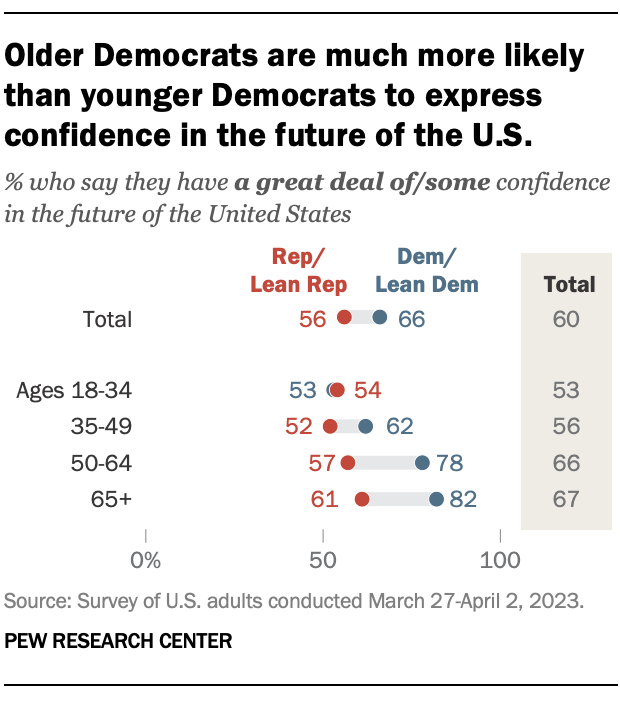 Older Democrats are much more likely
than younger Democrats to express
confidence in the future of the U.S.
% who say they have a great deal of/some confidence
in the future of the United States
Rep/ Dem/
Lean Rep Lean Dem Total
Total 56 66 60
Ages 18-34 53 54 53
35-49 52 62 56
50-64 57 78 66
65+ 61 82 67
0% 50 100
Source: Survey of U.S. adults conducted March 27-April 2, 2023.
PEW RESEARCH CENTER